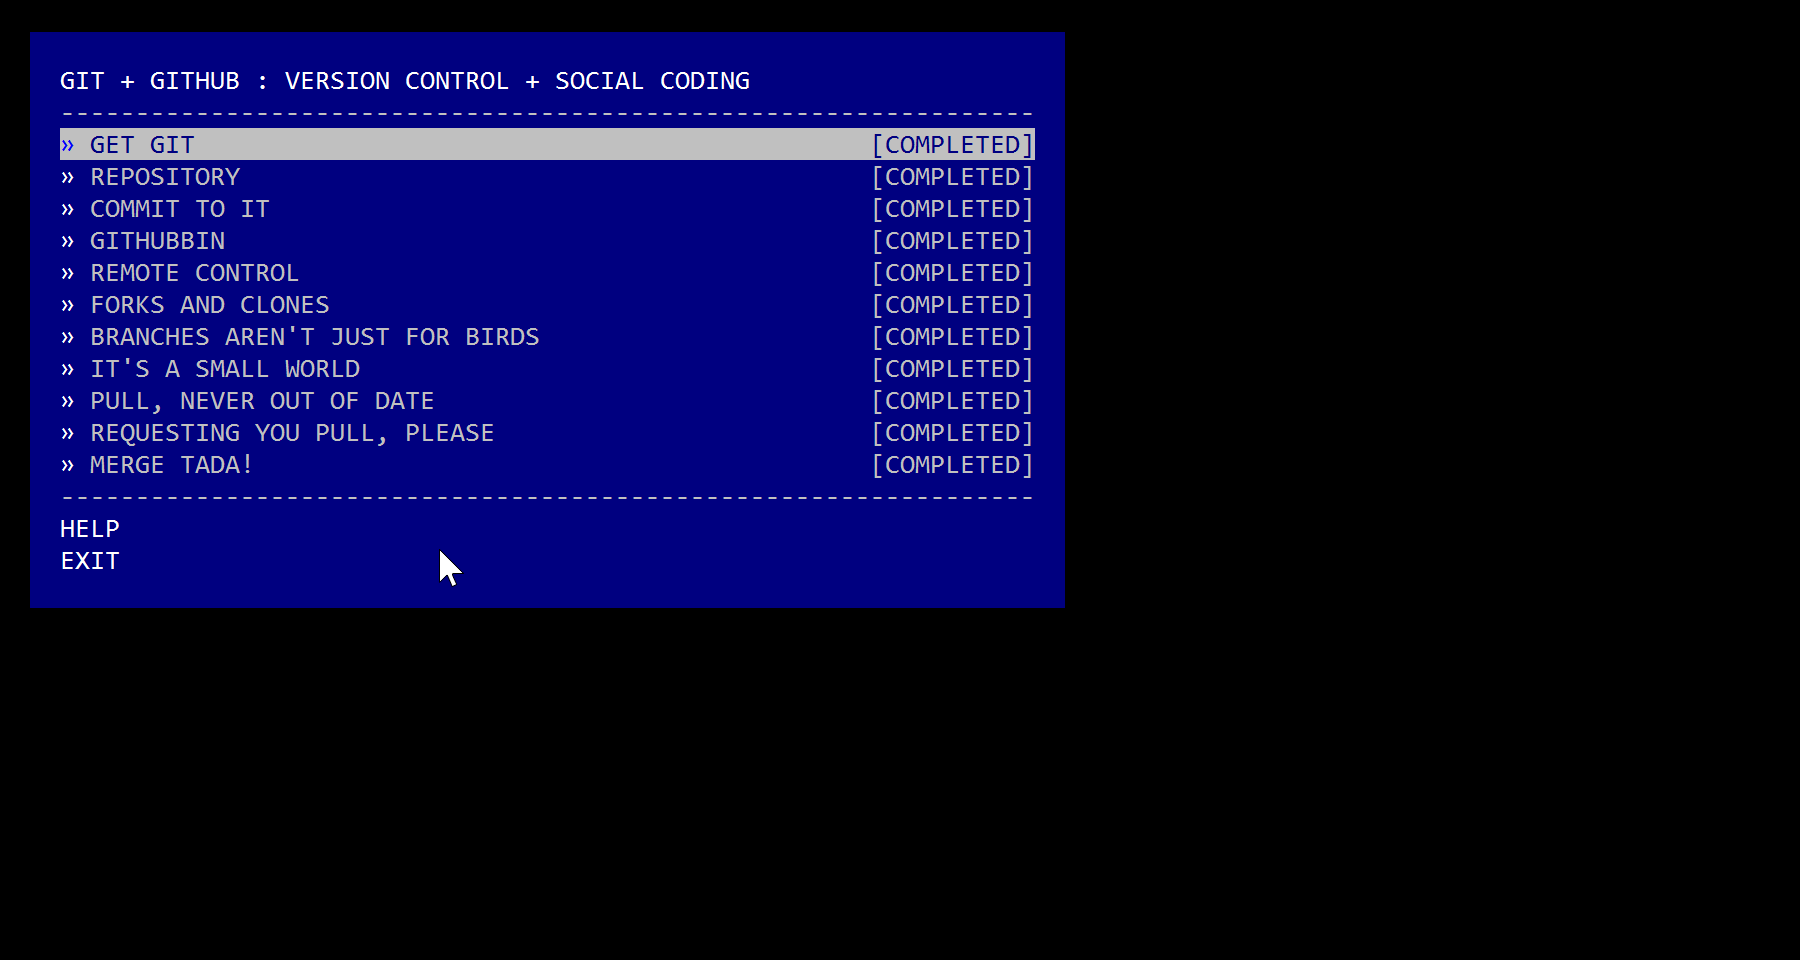 GIT + GITHUB : VERSION CONTROL + SOCIAL CODING
-----------------------------------------------------------------
» GET GIT [COMPLETED]
» REPOSITORY [COMPLETED]
» COMMIT TO IT [COMPLETED]
» GITHUBBIN [COMPLETED]
» REMOTE CONTROL [COMPLETED]
» FORKS AND CLONES [COMPLETED]
» BRANCHES AREN'T JUST FOR BIRDS [COMPLETED]
» IT'S A SMALL WORLD [COMPLETED]
» PULL, NEVER OUT OF DATE [COMPLETED]
» REQUESTING YOU PULL, PLEASE [COMPLETED]
» MERGE TADA! [COMPLETED]
-----------------------------------------------------------------
HELP
EXIT